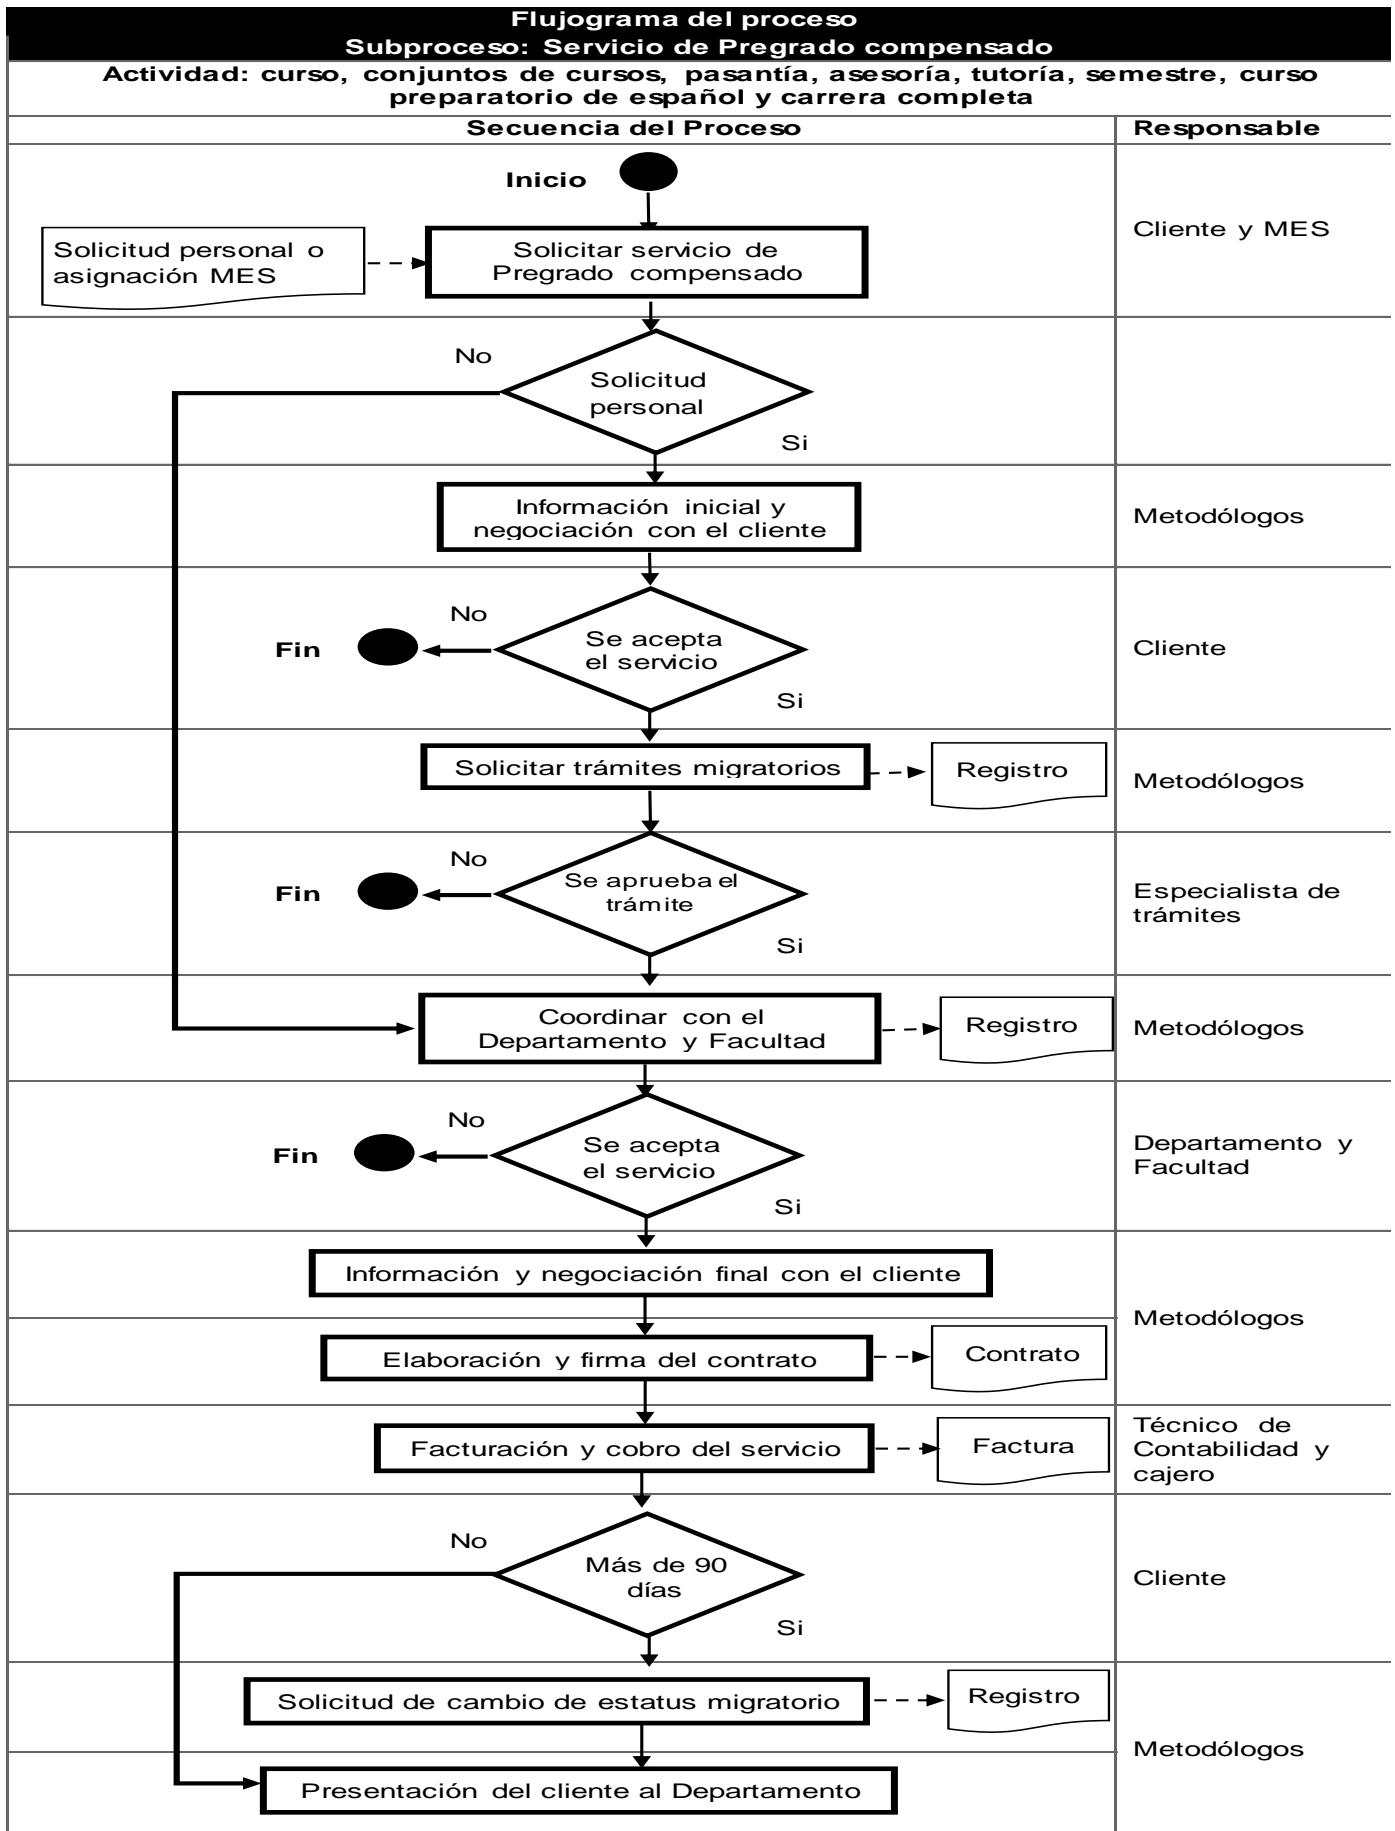 Flujograma del proceso
Subproceso: Servicio de Pregrado compensado
Actividad: curso, conjuntos de cursos, pasantía, asesoría, tutoría, semestre, curso
preparatorio de español y carrera completa
Secuencia del Proceso
Responsable
Inicio
Cliente y MES
Solicitud personal o
asignación MES
Solicitar servicio de
Pregrado compensado
No
Solicitud
personal
Si
Información inicial y
negociación con el cliente
Metodólogos
No
Fin
Se acepta
el servicio
Cliente
Si
Solicitar trámites migratorios
Registro
Metodólogos
No
Fin
Se aprueba el
trámite
Especialista de
trámites
Si
Coordinar con el
Departamento y Facultad
Registro
Metodólogos
No
Fin
Se acepta
el servicio
Departamento y
Facultad
Si
Información y negociación final con el cliente
Metodólogos
Elaboración y firma del contrato
Contrato
Facturación y cobro del servicio
Factura
Técnico de
Contabilidad y
cajero
No
Más de 90
días
Cliente
Si
Solicitud de cambio de estatus migratorio
Registro
Metodólogos
Presentación del cliente al Departamento